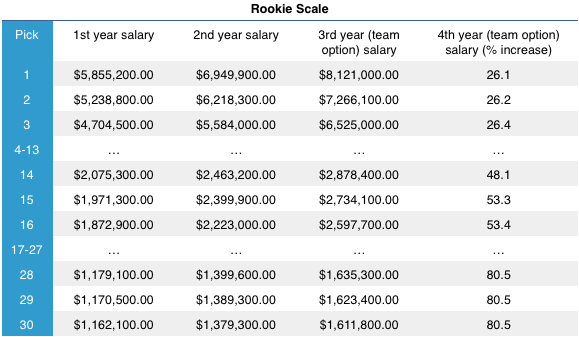 Rookie Scale
Pick 1st year salary 2nd year salary 3rd year (team option) salary 4th year (team option) salary (% increase)
1 $5,855,200.00 $6,949,900.00 $8,121,000.00 26.1
2 $5,238,800.00 $6,218,300.00 $7,266,100.00 26.2
3 $4,704,500.00 $5,584,000.00 $6,525,000.00 26.4
4-13 ... ... ... ...
14 $2,075,300.00 $2,463,200.00 $2,878,400.00 48.1
15 $1,971,300.00 $2,399,900.00 $2,734,100.00 53.3
16 $1,872,900.00 $2,223,000.00 $2,597,700.00 53.4
17-27 ... ... ... ...
28 $1,179,100.00 $1,399,600.00 $1,635,300.00 80.5
29 $1,170,500.00 $1,389,300.00 $1,623,400.00 80.5
30 $1,162,100.00 $1,379,300.00 $1,611,800.00 80.5